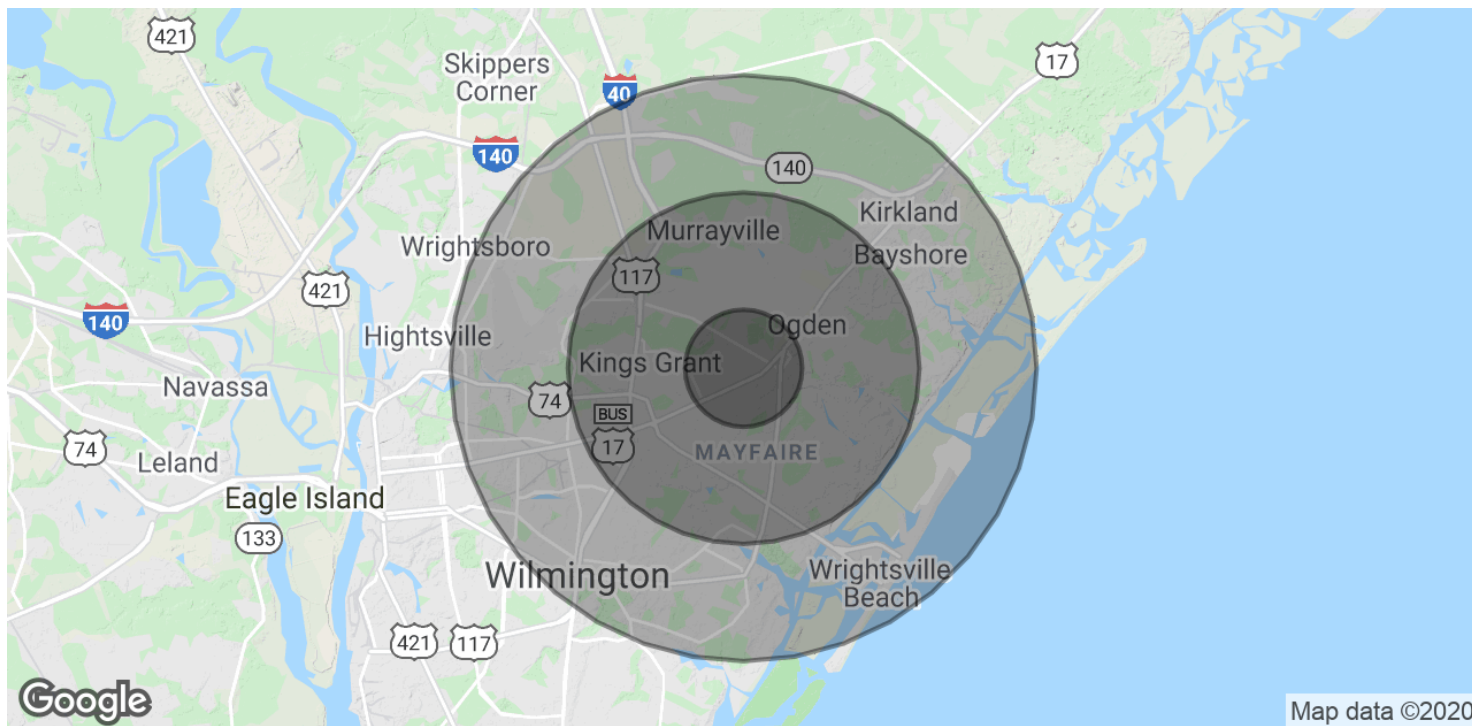 421
Skippers
Corner
40
17
140
140
Kirkland
Murrayville
Wrightsboro
Bayshore
117
421
140
Ogden
Hightsville
Kings Grant
Navassa
74
BUS
17
74
MAYFAIRE
Leland
Eagle Island
133
Wilmington
Wrightsville
Beach
421
117
Google
Map data ©2020